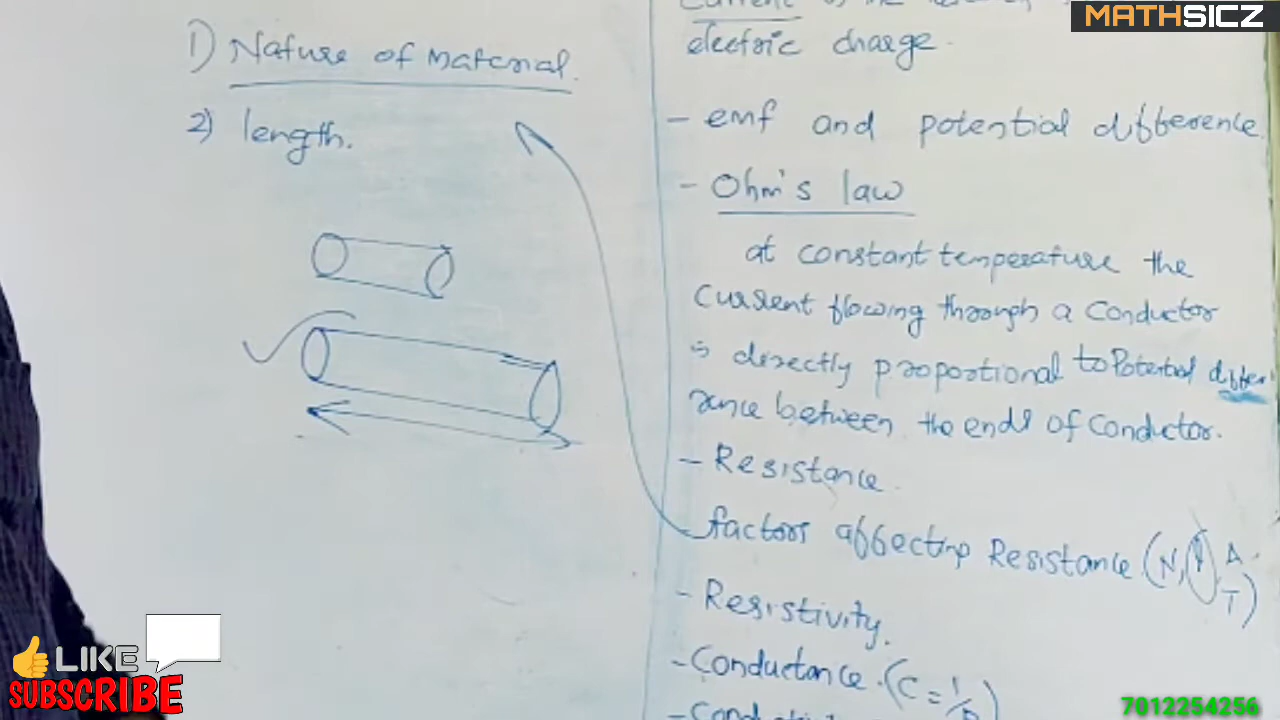 1) Nature of material.
2) length.
electric charge.
- emf and potential difference
- Ohm's law
at constant temperature the
current flowing through a conductor
is directly proportional to Potential diffe-
rence between the ends of conductor.
- Resistance.
- factors affecting Resistance (N, l, A
T)
- Resistivity.
- Conductance. (C = 1/R)
MATHSICZ
LIKE
SUBSCRIBE
7012254256